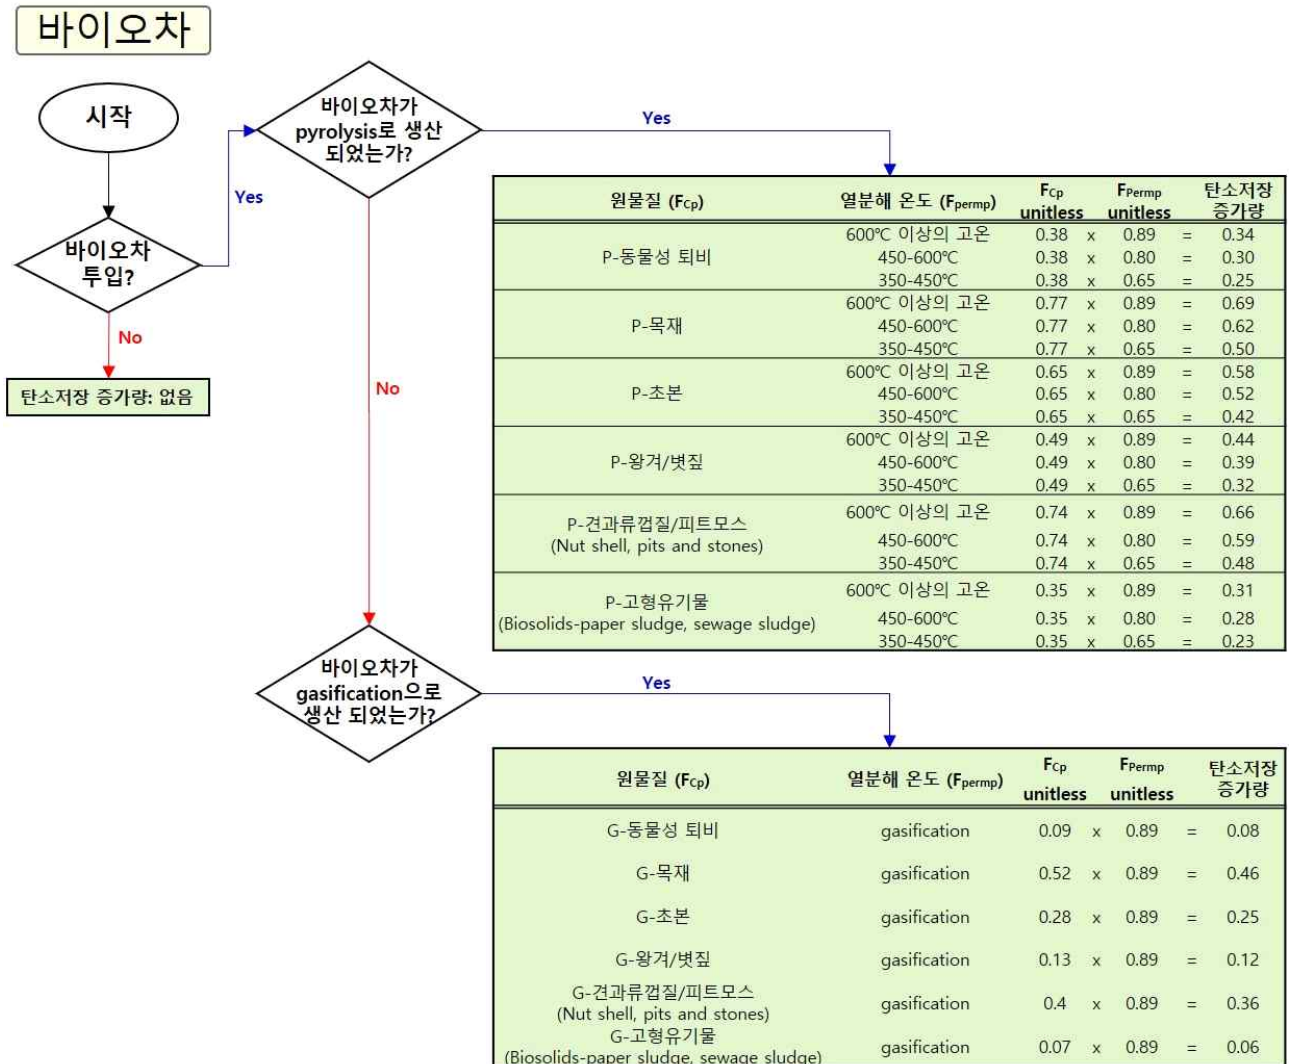 바이오차
시작
바이오차
투입?
Yes
No
탄소저장 증가량: 없음
바이오차가
pyrolysis로 생산
되었는가?
Yes
No
원물질 (FCp) 열분해 온도 (Fpermp) FCp unitless FPermp unitless 탄소저장 증가량
P-동물성 퇴비
600℃ 이상의 고온 0.38 x 0.89 = 0.34
450-600℃ 0.38 x 0.80 = 0.30
350-450℃ 0.38 x 0.65 = 0.25
P-목재
600℃ 이상의 고온 0.77 x 0.89 = 0.69
450-600℃ 0.77 x 0.80 = 0.62
350-450℃ 0.77 x 0.65 = 0.50
P-초본
600℃ 이상의 고온 0.65 x 0.89 = 0.58
450-600℃ 0.65 x 0.80 = 0.52
350-450℃ 0.65 x 0.65 = 0.42
P-왕겨/볏짚
600℃ 이상의 고온 0.49 x 0.89 = 0.44
450-600℃ 0.49 x 0.80 = 0.39
350-450℃ 0.49 x 0.65 = 0.32
P-견과류껍질/피트모스
(Nut shell, pits and stones)
600℃ 이상의 고온 0.74 x 0.89 = 0.66
450-600℃ 0.74 x 0.80 = 0.59
350-450℃ 0.74 x 0.65 = 0.48
P-고형유기물
(Biosolids-paper sludge, sewage sludge)
600℃ 이상의 고온 0.35 x 0.89 = 0.31
450-600℃ 0.35 x 0.80 = 0.28
350-450℃ 0.35 x 0.65 = 0.23
바이오차가
gasification으로
생산 되었는가?
Yes
원물질 (FCp) 열분해 온도 (Fpermp) FCp unitless FPermp unitless 탄소저장 증가량
G-동물성 퇴비 gasification 0.09 x 0.89 = 0.08
G-목재 gasification 0.52 x 0.89 = 0.46
G-초본 gasification 0.28 x 0.89 = 0.25
G-왕겨/볏짚 gasification 0.13 x 0.89 = 0.12
G-견과류껍질/피트모스
(Nut shell, pits and stones) gasification 0.4 x 0.89 = 0.36
G-고형유기물
(Biosolids-paper sludge, sewage sludge) gasification 0.07 x 0.89 = 0.06